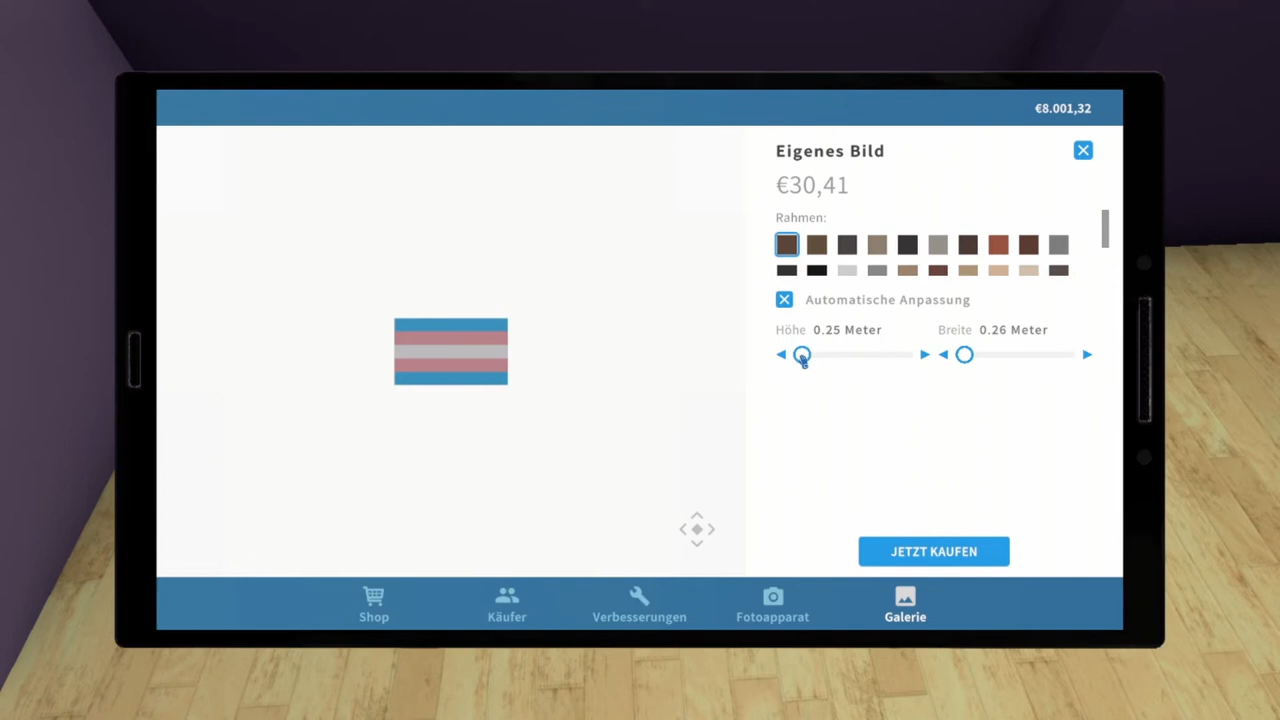 €8.001,32
Eigenes Bild
€30,41
Rahmen:
Automatische Anpassung
Höhe 0.25 Meter Breite 0.26 Meter
JETZT KAUFEN
Shop Käufer Verbesserungen Fotoapparat Galerie